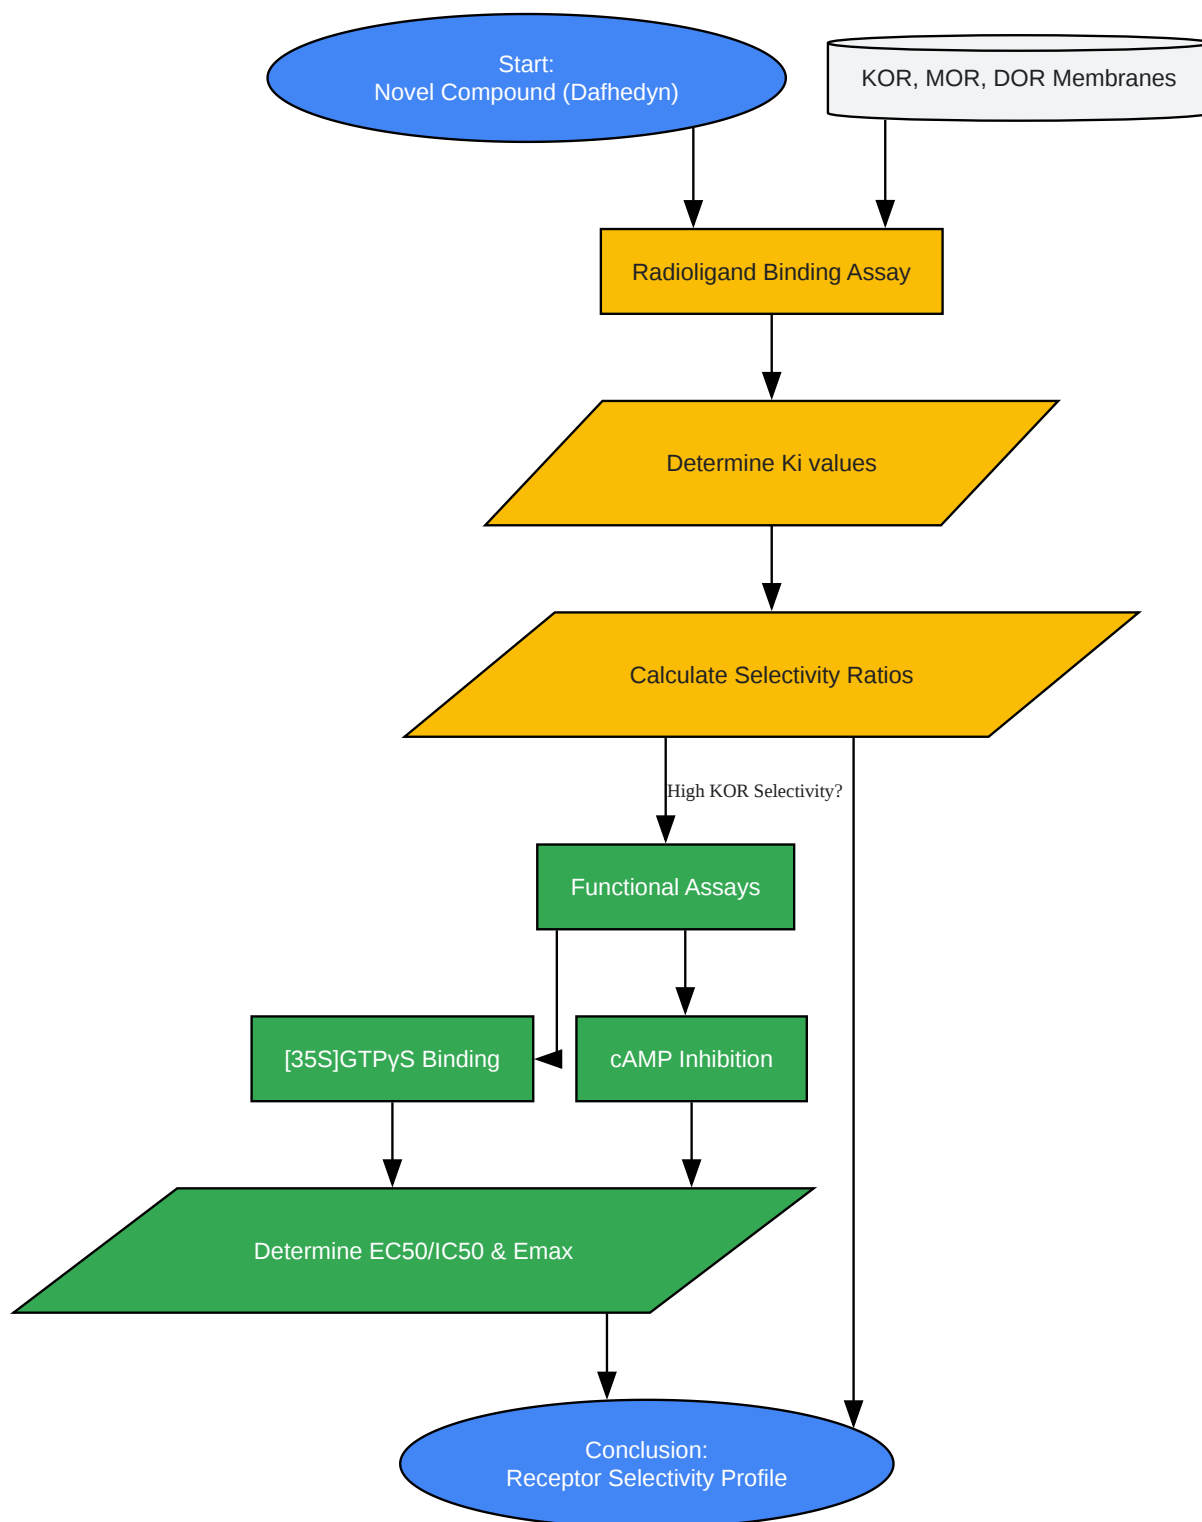 Start:
Novel Compound (Dafhedyn)
KOR, MOR, DOR Membranes
Radioligand Binding Assay
Determine Ki values
Calculate Selectivity Ratios
High KOR Selectivity?
Functional Assays
[35S]GTPγS Binding
cAMP Inhibition
Determine EC50/IC50 & Emax
Conclusion:
Receptor Selectivity Profile